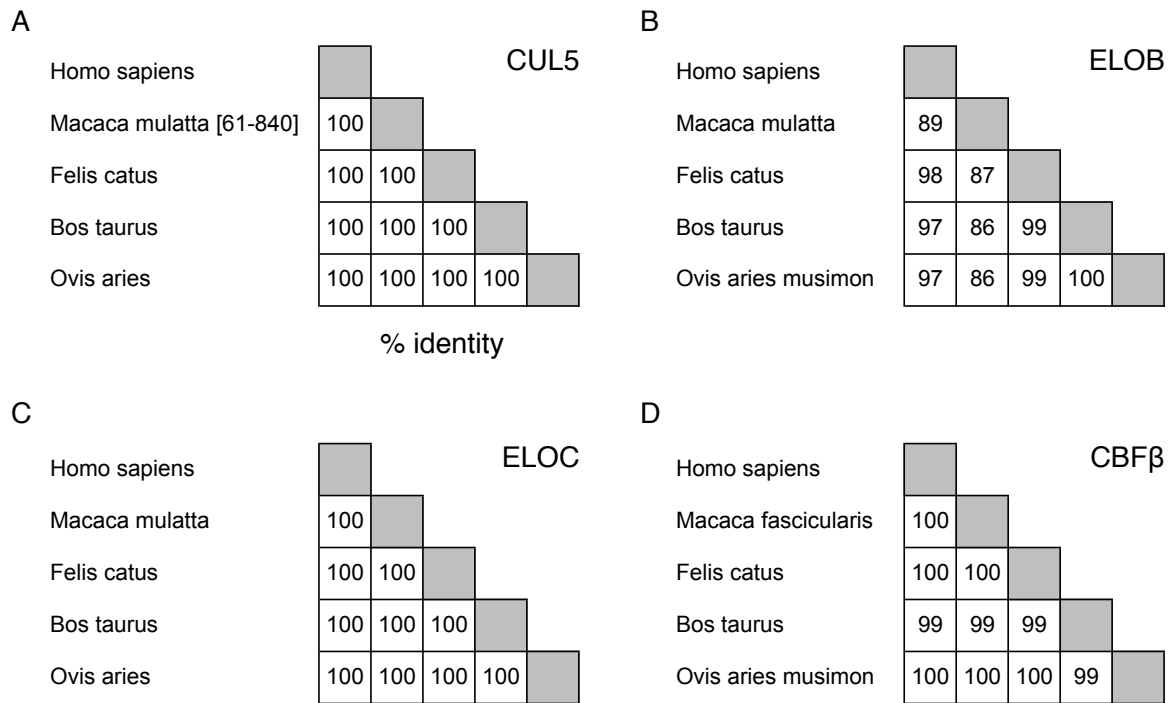 A
CUL5
Homo sapiens
Macaca mulatta [61-840] 100
Felis catus 100 100
Bos taurus 100 100 100
Ovis aries 100 100 100 100
% identity
B
ELOB
Homo sapiens
Macaca mulatta 89
Felis catus 98 87
Bos taurus 97 86 99
Ovis aries musimon 97 86 99 100
C
ELOC
Homo sapiens
Macaca mulatta 100
Felis catus 100 100
Bos taurus 100 100 100
Ovis aries 100 100 100 100
D
CBFβ
Homo sapiens
Macaca fascicularis 100
Felis catus 100 100
Bos taurus 99 99 99
Ovis aries musimon 100 100 100 99